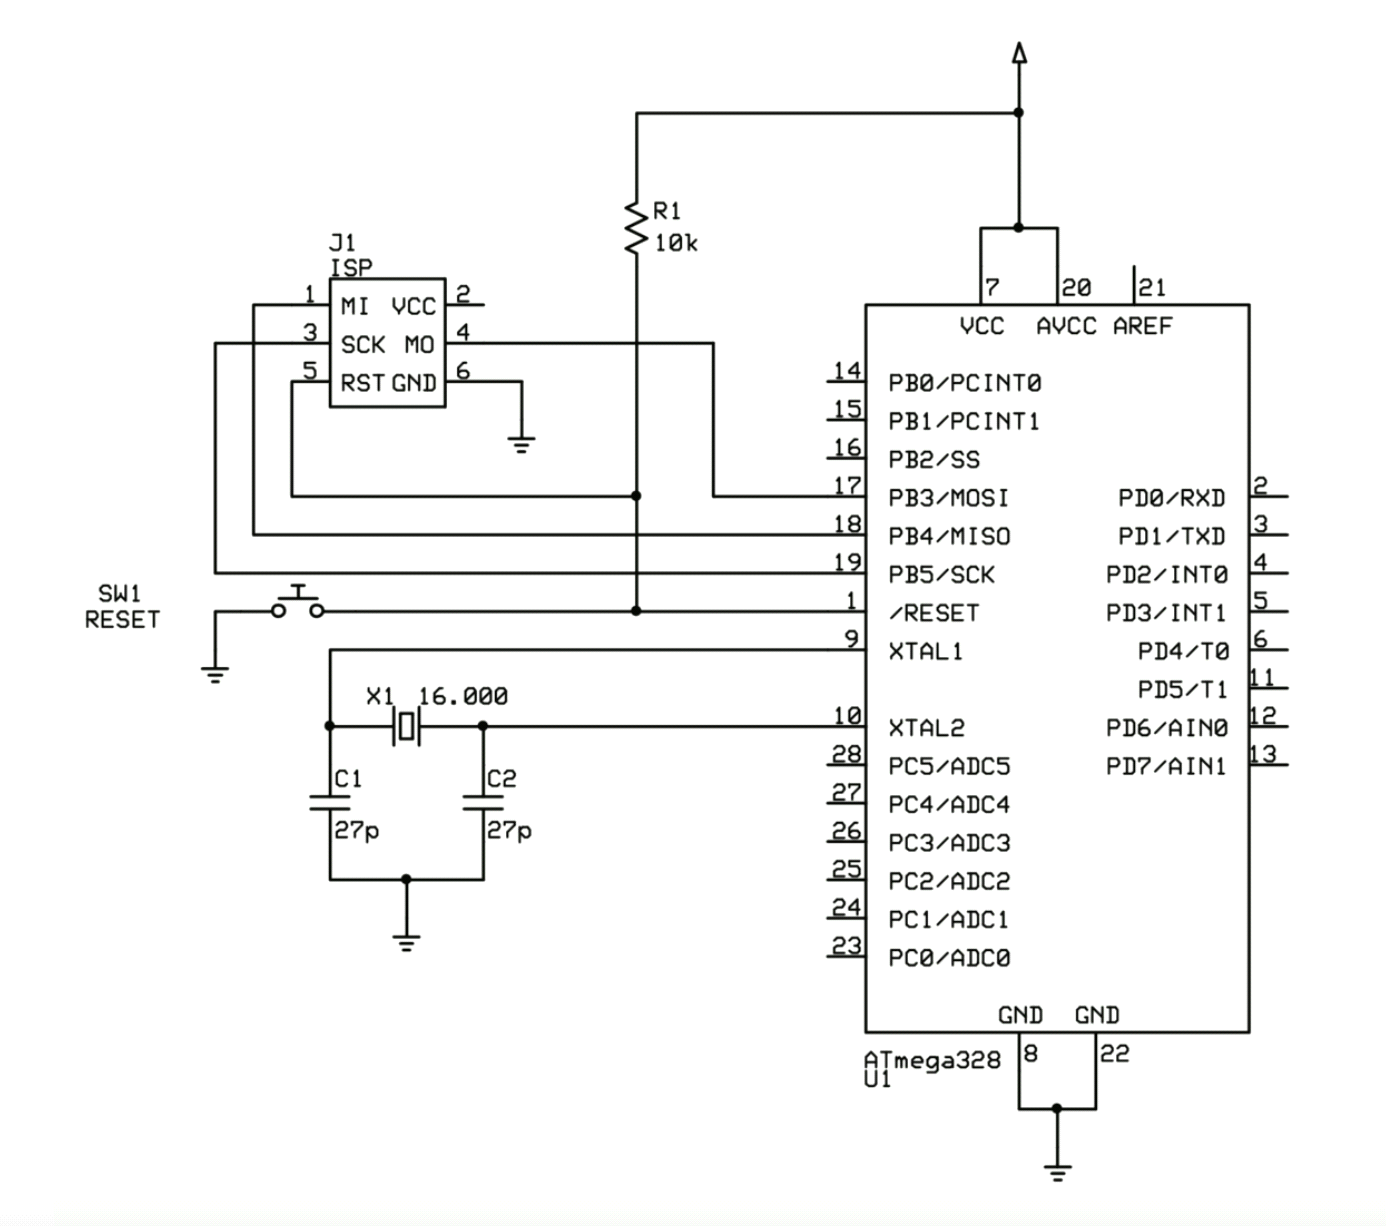 R1
10k
J1
ISP
1 MI VCC 2
3 SCK MO 4
5 RST GND 6
7 20 21
VCC AVCC AREF
14 PB0/PCINT0
15 PB1/PCINT1
16 PB2/SS
17 PB3/MOSI PD0/RXD 2
18 PB4/MISO PD1/TXD 3
19 PB5/SCK PD2/INT0 4
SW1
RESET
1 /RESET PD3/INT1 5
9 XTAL1 PD4/T0 6
PD5/T1 11
X1 16.000
10 XTAL2 PD6/AIN0 12
28 PC5/ADC5 PD7/AIN1 13
C1 C2
27p 27p
27 PC4/ADC4
26 PC3/ADC3
25 PC2/ADC2
24 PC1/ADC1
23 PC0/ADC0
GND GND
8 22
ATmega328
U1